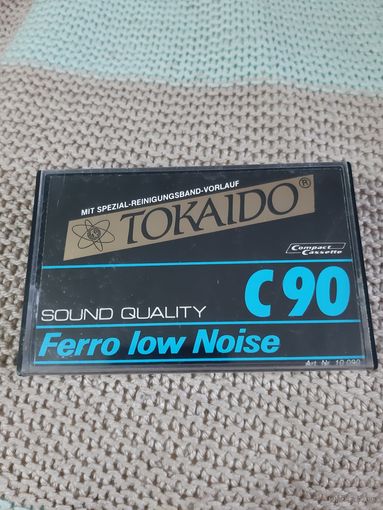 MIT SPEZIAL-REINIGUNGSBAND-VORLAUF
TOKAIDO®
Compact
Cassette
SOUND QUALITY
C 90
Ferro low Noise
Art. Nr. 10 090